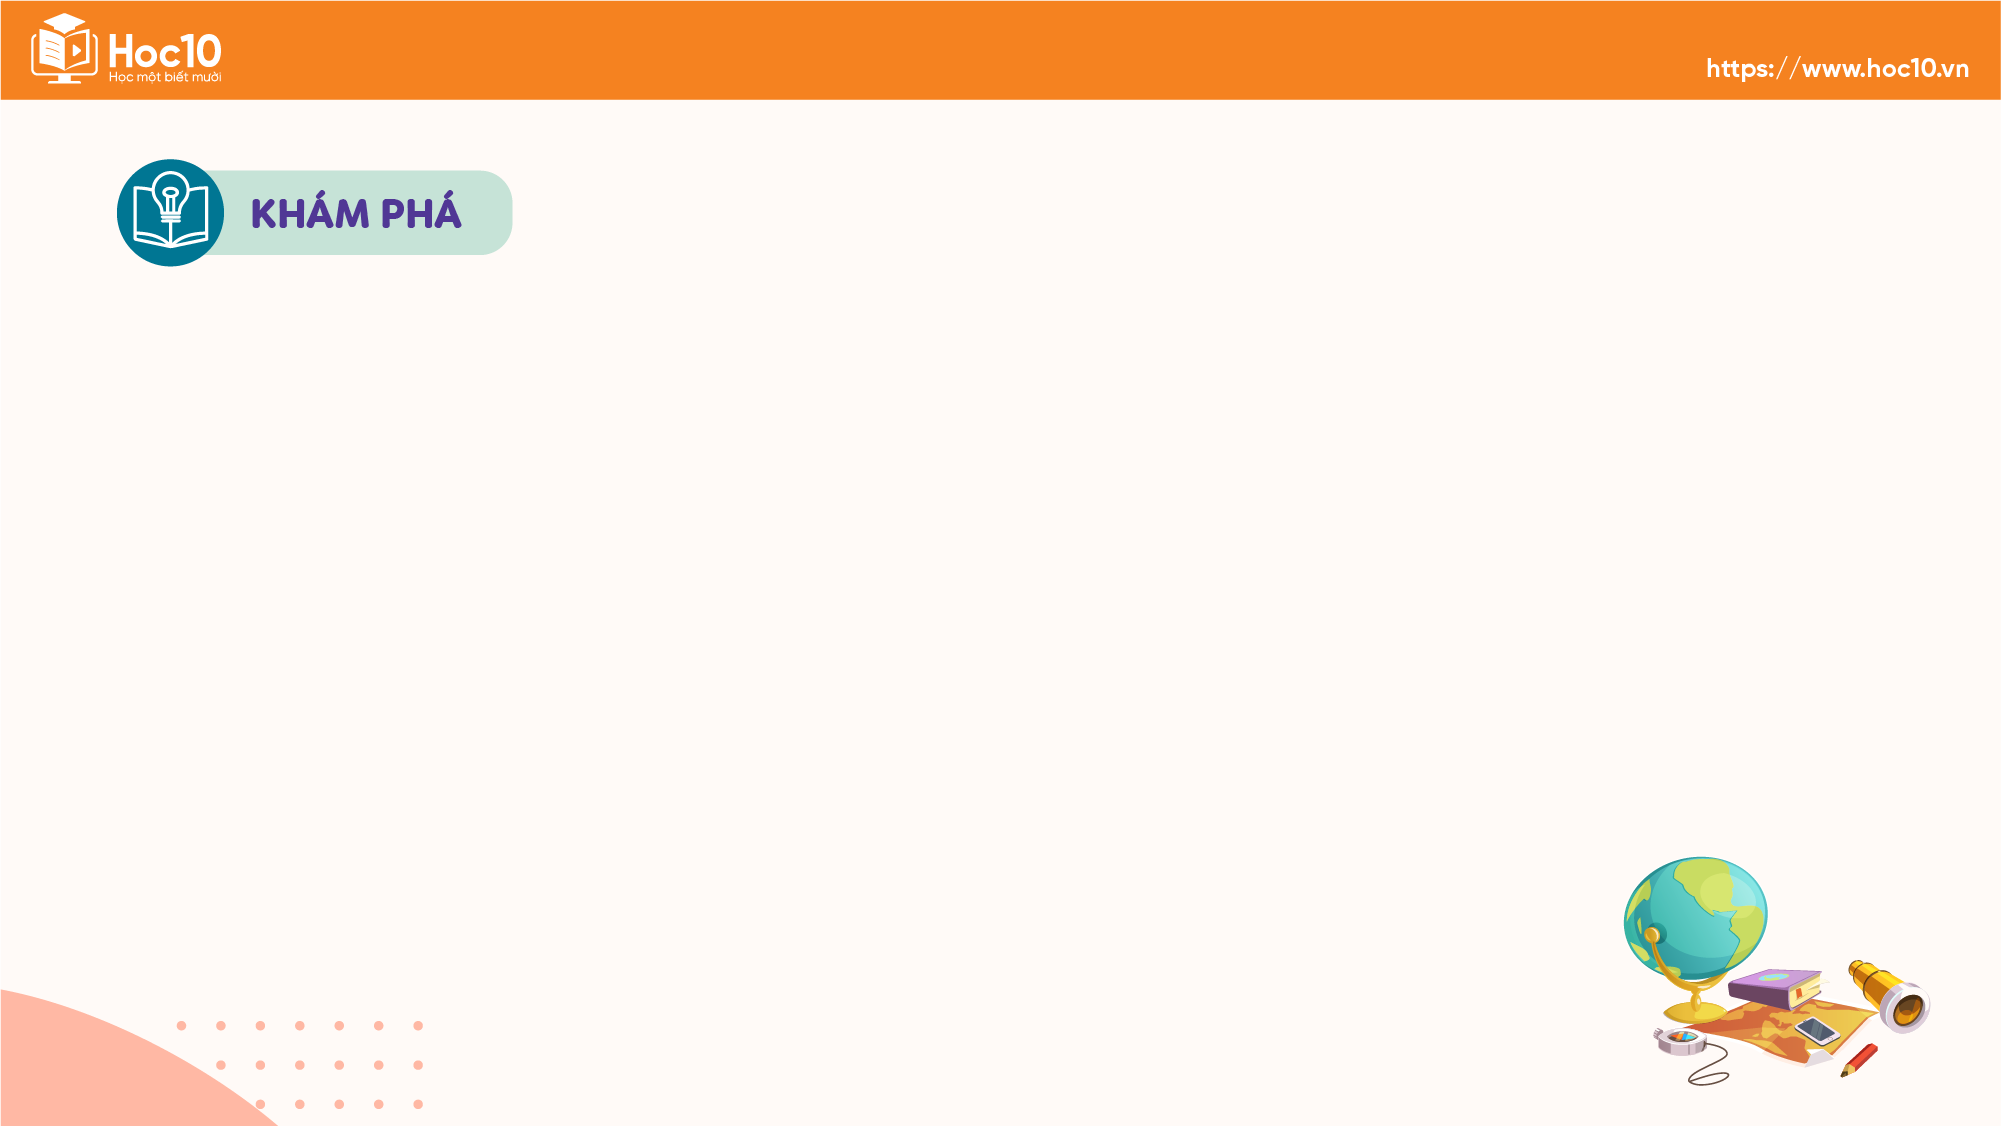 Hoc10
Học một biết mười
https://www.hoc10.vn
KHÁM PHÁ